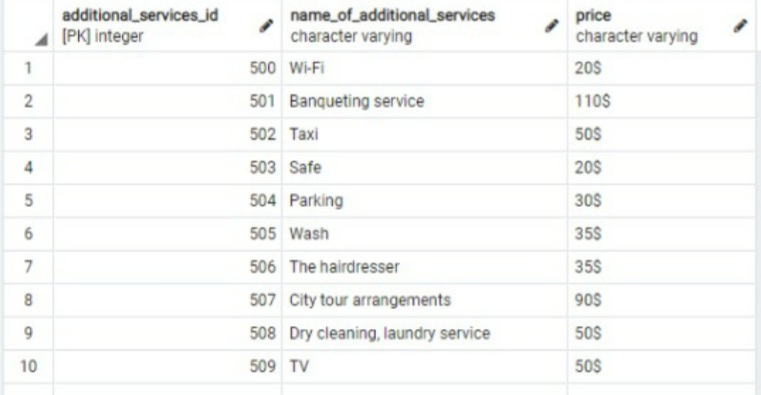 additional_services_id name_of_additional_services price
[PK] integer character varying character varying
1 500 Wi-Fi 20$
2 501 Banqueting service 110$
3 502 Taxi 50$
4 503 Safe 20$
5 504 Parking 30$
6 505 Wash 35$
7 506 The hairdresser 35$
8 507 City tour arrangements 90$
9 508 Dry cleaning, laundry service 50$
10 509 TV 50$